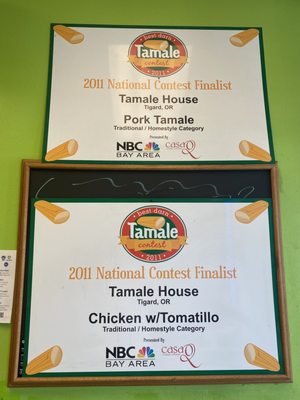 best darn
Tamale
contest
2011
2011 National Contest Finalist
Tamale House
Tigard, OR
Pork Tamale
Traditional / Homestyle Category
Presented By
NBC
BAY AREA
casa
Q
best darn
Tamale
contest
2011
2011 National Contest Finalist
Tamale House
Tigard, OR
Chicken w/Tomatillo
Traditional / Homestyle Category
Presented By
NBC
BAY AREA
casa
Q